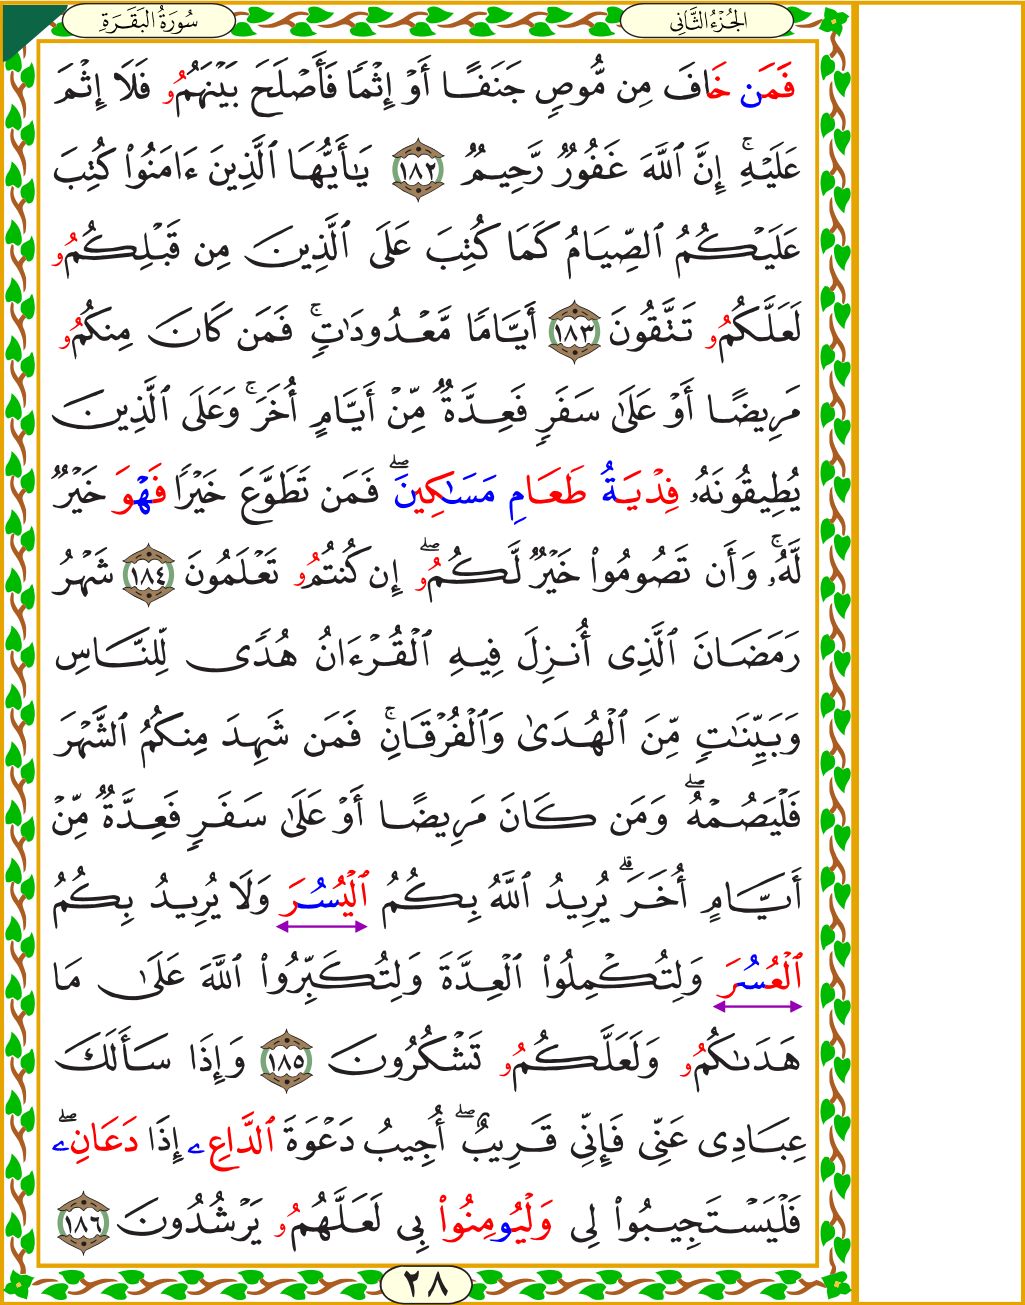 سُورَةُ البَقَرَةِ
الجُزْءُ الثَّانِي
فَمَن خَافَ مِن مُّوصٖ جَنَفًا أَوۡ إِثۡمٗا فَأَصۡلَحَ بَيۡنَهُمُۥ فَلَا إِثۡمَ
عَلَيۡهِۚ إِنَّ ٱللَّهَ غَفُورٞ رَّحِيمٞ ١٨٢ يَٰأَيُّهَا ٱلَّذِينَ ءَامَنُواْ كُتِبَ
عَلَيۡكُمُ ٱلصِّيَامُ كَمَا كُتِبَ عَلَى ٱلَّذِينَ مِن قَبۡلِكُمُۥ
لَعَلَّكُمُۥ تَتَّقُونَ ١٨٣ أَيَّامٗا مَّعۡدُودَٰتٖۚ فَمَن كَانَ مِنكُمُۥ
مَرِيضًا أَوۡ عَلَىٰ سَفَرٖ فَعِدَّةٞ مِّنۡ أَيَّامٍ أُخَرَۚ وَعَلَى ٱلَّذِينَ
يُطِيقُونَهُۥ فِدۡيَةُ طَعَامِ مَسَٰكِينَۖ فَمَن تَطَوَّعَ خَيۡرٗا فَهۡوَ خَيۡرٞ
لَّهُۥۚ وَأَن تَصُومُواْ خَيۡرٞ لَّكُمُۥۖ إِن كُنتُمُۥ تَعۡلَمُونَ ١٨٤ شَهۡرُ
رَمَضَانَ ٱلَّذِي أُنزِلَ فِيهِ ٱلۡقُرۡءَانُ هُدٗى لِّلنَّاسِ
وَبَيِّنَٰتٖ مِّنَ ٱلۡهُدَىٰ وَٱلۡفُرۡقَانِۚ فَمَن شَهِدَ مِنكُمُ ٱلشَّهۡرَ
فَلۡيَصُمۡهُۖ وَمَن كَانَ مَرِيضًا أَوۡ عَلَىٰ سَفَرٖ فَعِدَّةٞ مِّنۡ
أَيَّامٍ أُخَرَۗ يُرِيدُ ٱللَّهُ بِكُمُ ٱلۡيُسُرَ وَلَا يُرِيدُ بِكُمُ
ٱلۡعُسُرَ وَلِتُكۡمِلُواْ ٱلۡعِدَّةَ وَلِتُكَبِّرُواْ ٱللَّهَ عَلَىٰ مَا
هَدَىٰكُمُۥ وَلَعَلَّكُمُۥ تَشۡكُرُونَ ١٨٥ وَإِذَا سَأَلَكَ
عِبَادِي عَنِّي فَإِنِّي قَرِيبٌۖ أُجِيبُ دَعۡوَةَ ٱلدَّاعِۦ إِذَا دَعَانِۦۖ
فَلۡيَسۡتَجِيبُواْ لِي وَلۡيُومِنُواْ بِي لَعَلَّهُمُۥ يَرۡشُدُونَ ١٨٦
٢٨